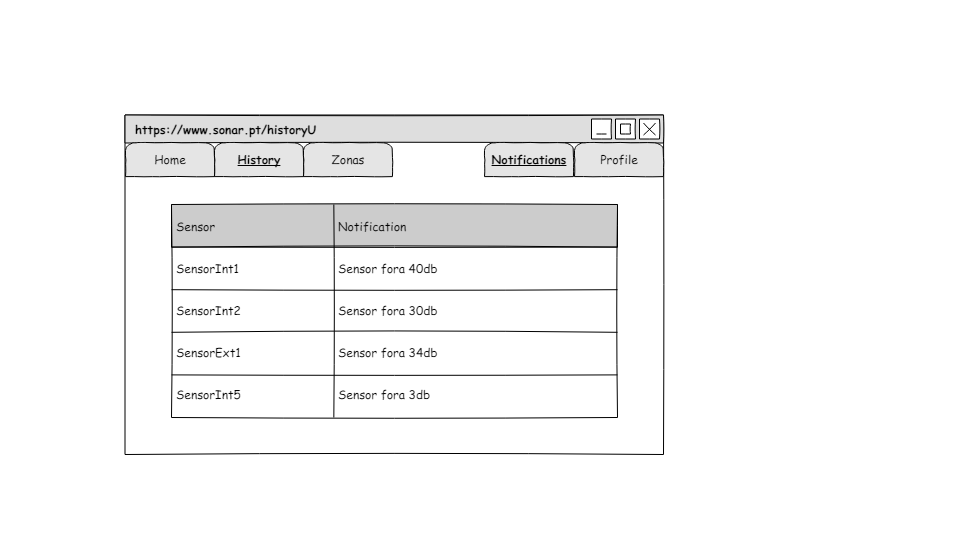 https://www.sonar.pt/historyU
Home History Zonas Notifications Profile
Sensor Notification
SensorInt1 Sensor fora 40db
SensorInt2 Sensor fora 30db
SensorExt1 Sensor fora 34db
SensorInt5 Sensor fora 3db